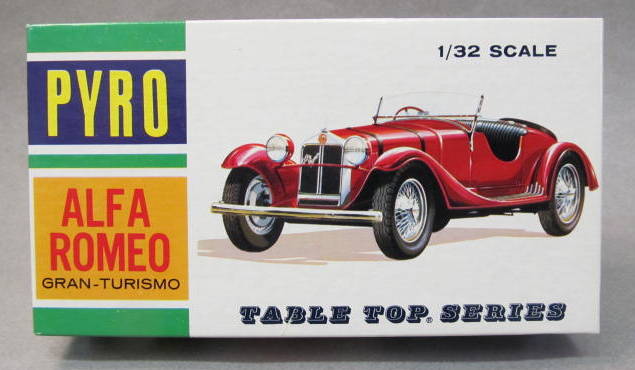 PYRO
ALFA
ROMEO
GRAN-TURISMO
1/32 SCALE
TABLE TOP® SERIES